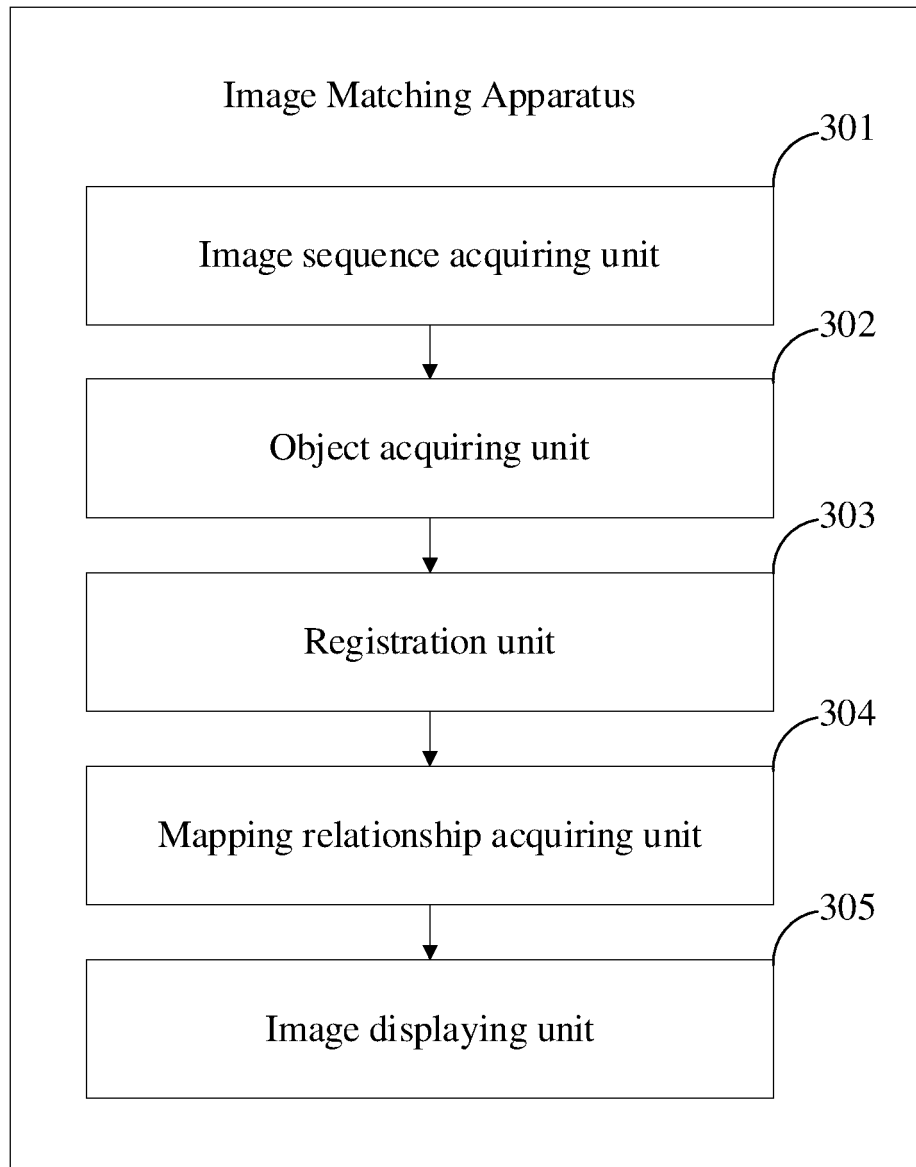 Image Matching Apparatus
301
Image sequence acquiring unit
302
Object acquiring unit
303
Registration unit
304
Mapping relationship acquiring unit
305
Image displaying unit